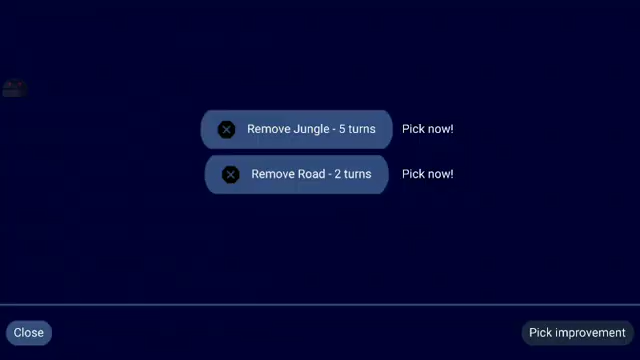 Remove Jungle - 5 turns Pick now!
Remove Road - 2 turns Pick now!
Close Pick improvement